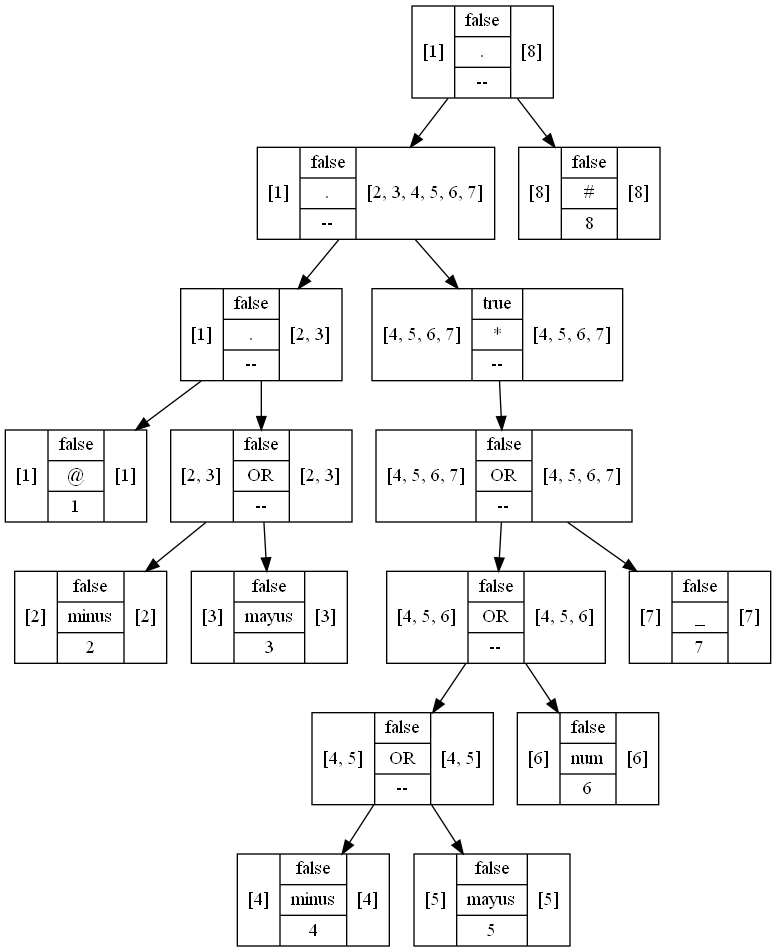 false
[1] . [8]
--
false
[1] . [2, 3, 4, 5, 6, 7]
--
false
[8] # [8]
8
false
[1] . [2, 3]
--
true
[4, 5, 6, 7] * [4, 5, 6, 7]
--
false
[1] @ [1]
1
false
[2, 3] OR [2, 3]
--
false
[4, 5, 6, 7] OR [4, 5, 6, 7]
--
false
[2] minus [2]
2
false
[3] mayus [3]
3
false
[4, 5, 6] OR [4, 5, 6]
--
false
[7] _ [7]
7
false
[4, 5] OR [4, 5]
--
false
[6] num [6]
6
false
[4] minus [4]
4
false
[5] mayus [5]
5